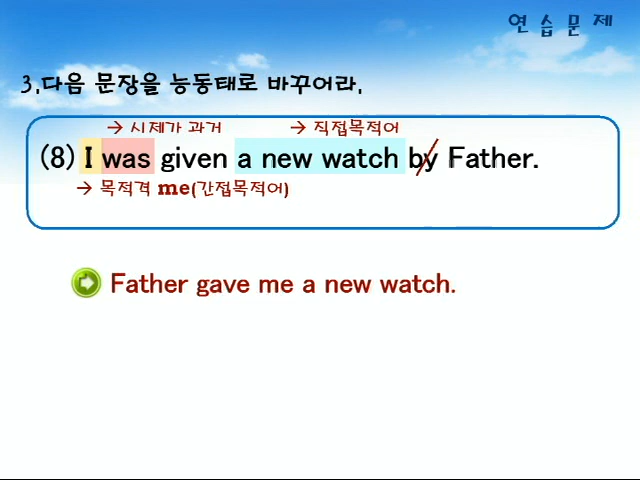 연 습 문 제
3.다음 문장을 능동태로 바꾸어라.
→ 시제가 과거 → 직접목적어
(8) I was given a new watch by Father.
→ 목적격 me(간접목적어)
Father gave me a new watch.